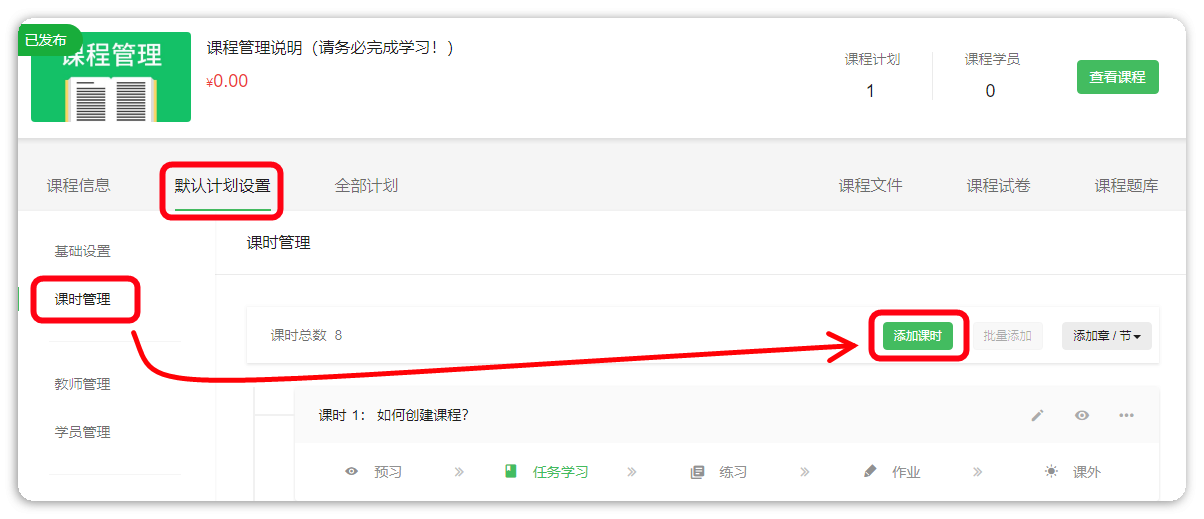 已发布
课程管理
课程管理说明（请务必完成学习！）
¥0.00
课程计划
1
课程学员
0
查看课程
课程信息
默认计划设置
全部计划
课程文件
课程试卷
课程题库
基础设置
课时管理
教师管理
学员管理
课时管理
课时总数 8
添加课时
批量添加
添加章 / 节
课时 1： 如何创建课程?
预习
任务学习
练习
作业
课外